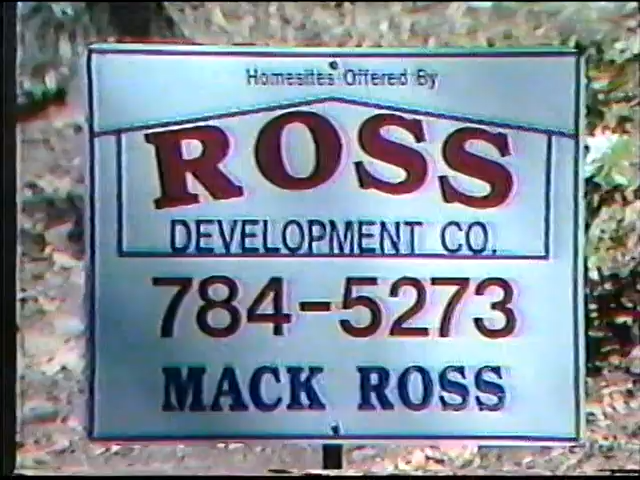 Homesites Offered By
ROSS
DEVELOPMENT CO.
784-5273
MACK ROSS